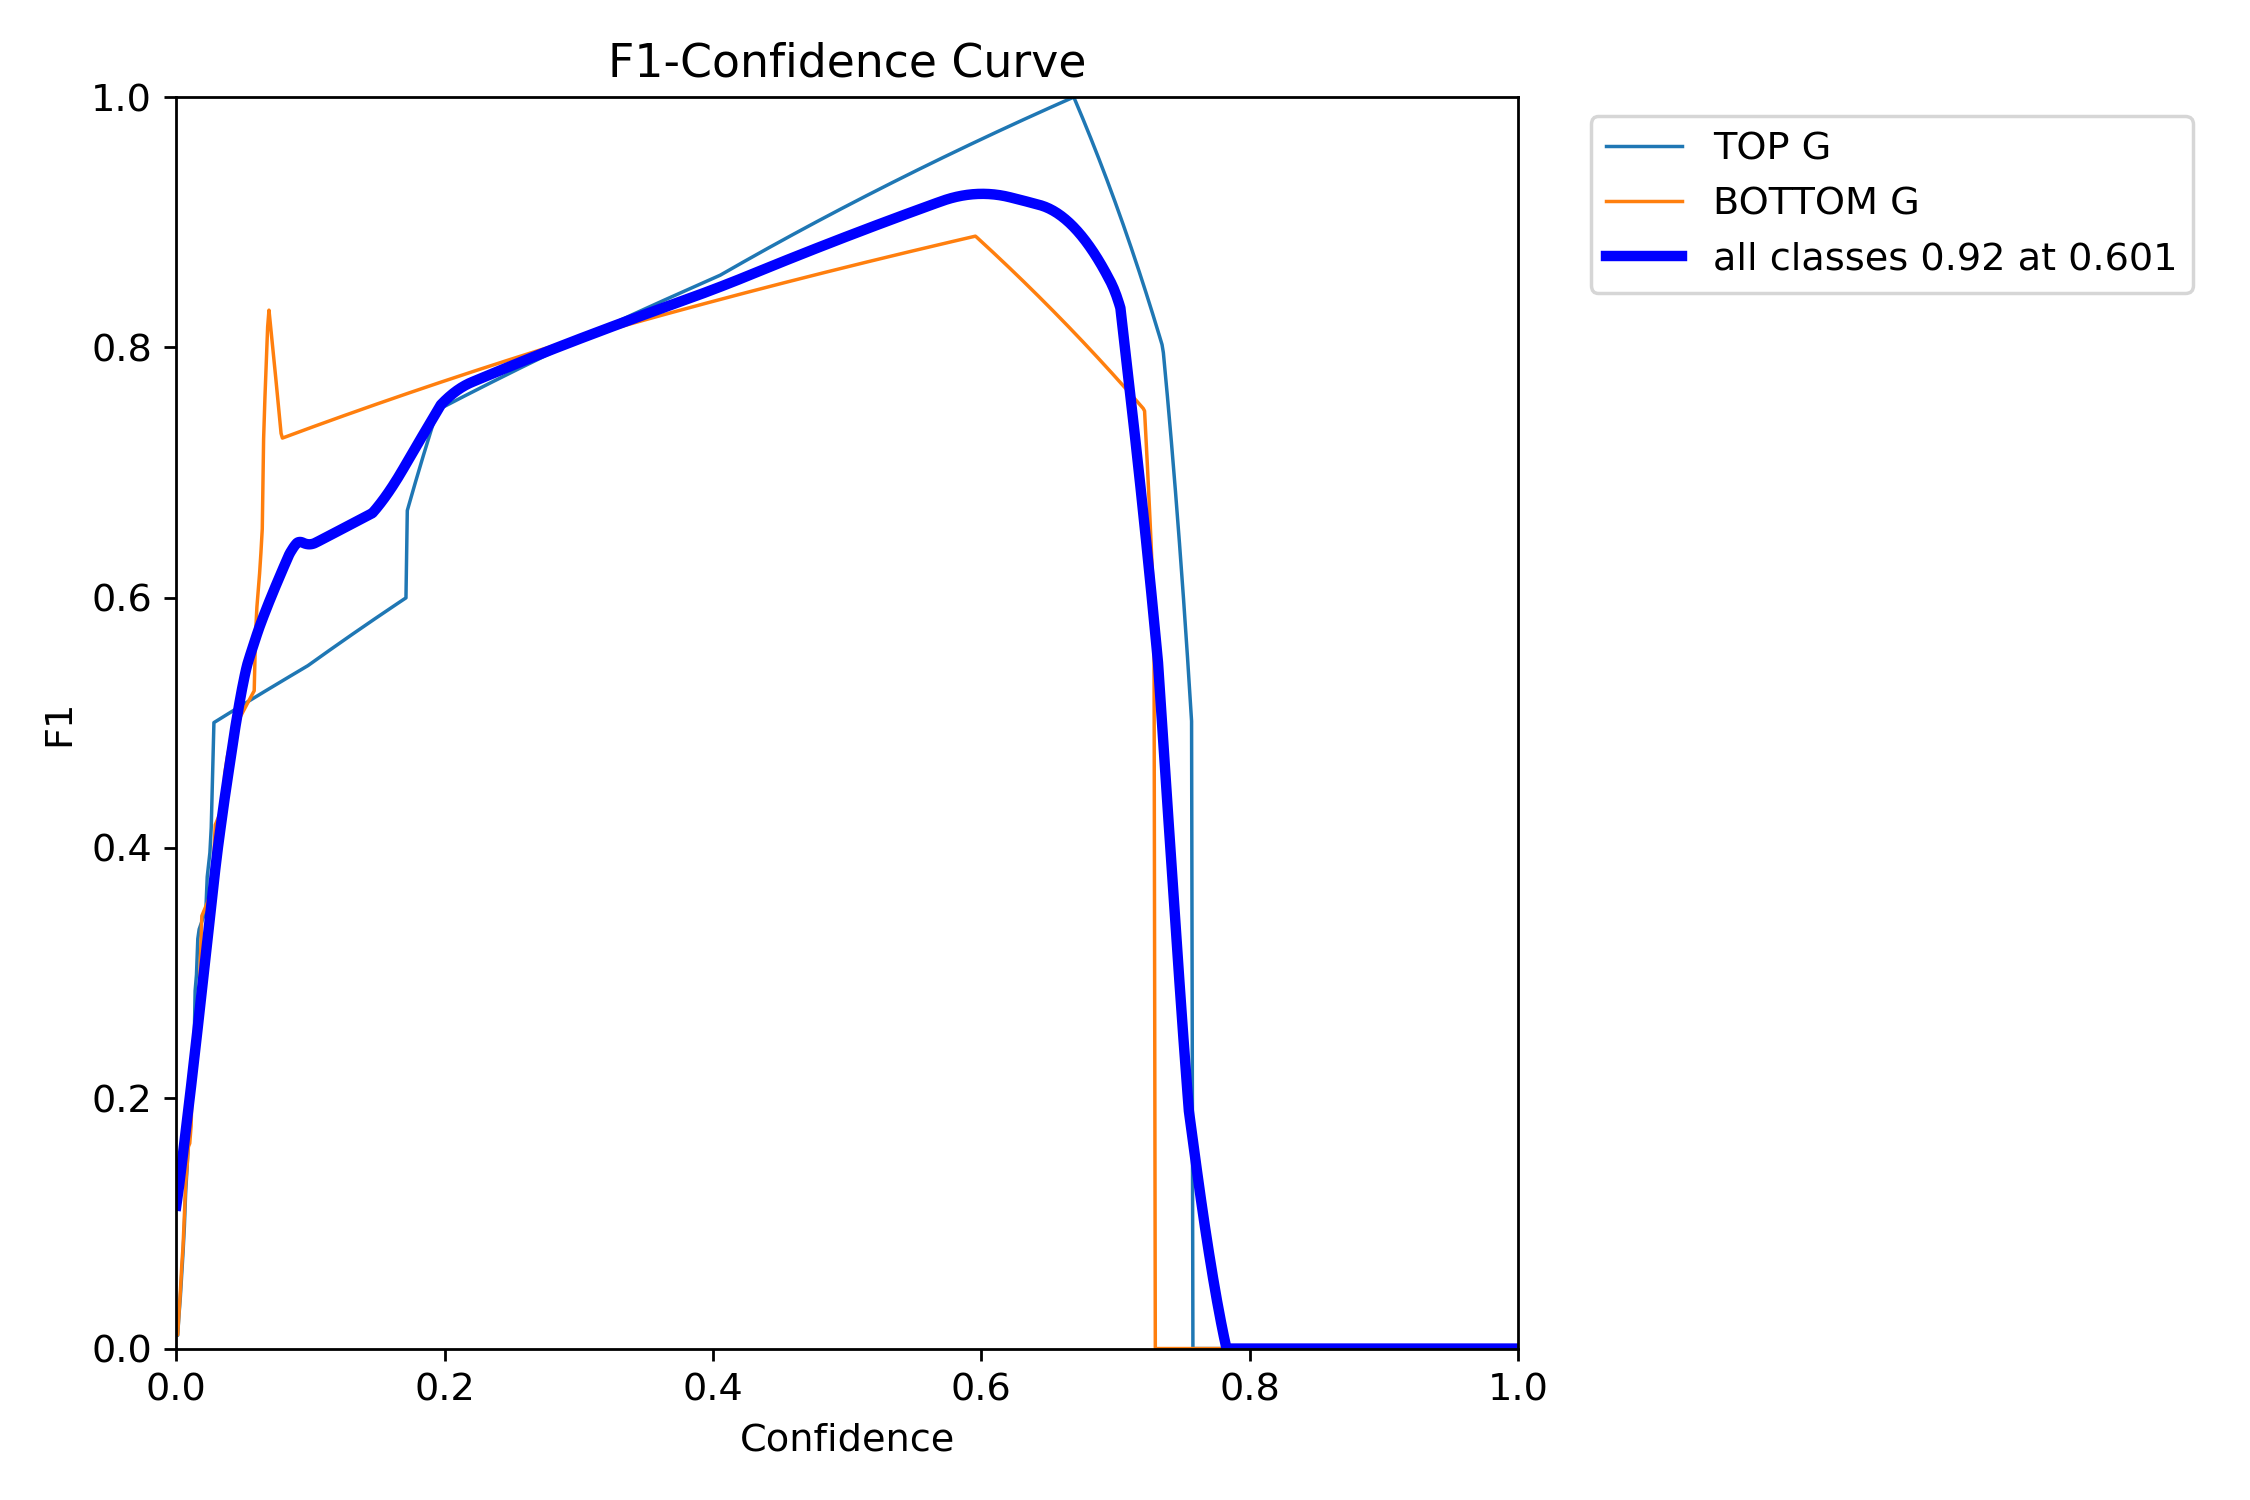 F1-Confidence Curve
TOP G
BOTTOM G
all classes 0.92 at 0.601
1.0
0.8
0.6
0.4
0.2
0.0
F1
0.0 0.2 0.4 0.6 0.8 1.0
Confidence